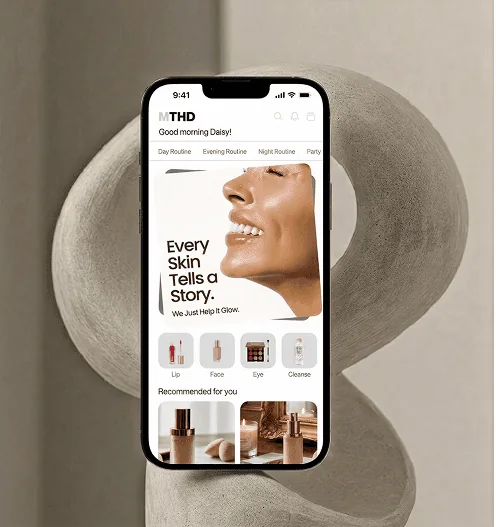 9:41
MTHD
Good morning Daisy!
Day Routine Evening Routine Night Routine Party
Every
Skin
Tells a
Story.
We Just Help It Glow.
Lip Face Eye Cleanse
Recommended for you